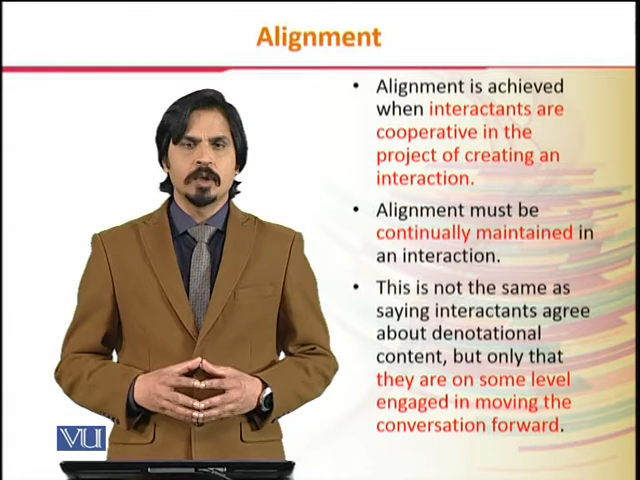 Alignment
• Alignment is achieved
when interactants are
cooperative in the
project of creating an
interaction.
• Alignment must be
continually maintained in
an interaction.
• This is not the same as
saying interactants agree
about denotational
content, but only that
they are on some level
engaged in moving the
conversation forward.
VU